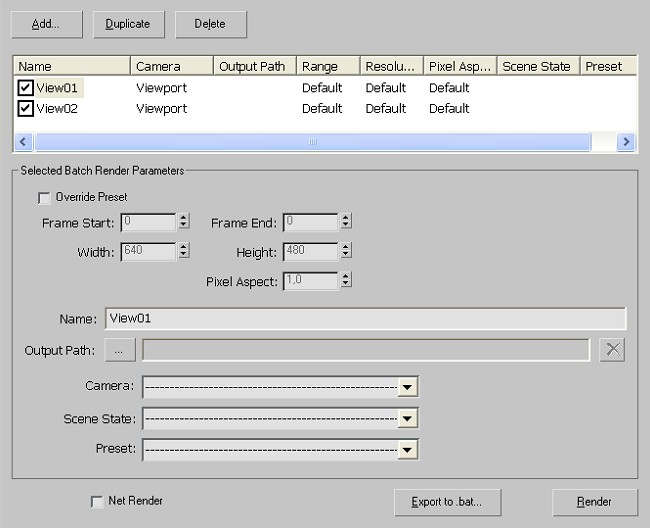 Add... Duplicate Delete
Name Camera Output Path Range Resolu... Pixel Asp... Scene State Preset
View01 Viewport Default Default Default
View02 Viewport Default Default Default
Selected Batch Render Parameters
Override Preset
Frame Start: 0 Frame End: 0
Width: 640 Height: 480
Pixel Aspect: 1,0
Name: View01
Output Path: ...
Camera: --------------------------------------------------
Scene State: --------------------------------------------------
Preset: --------------------------------------------------
Net Render Export to .bat... Render